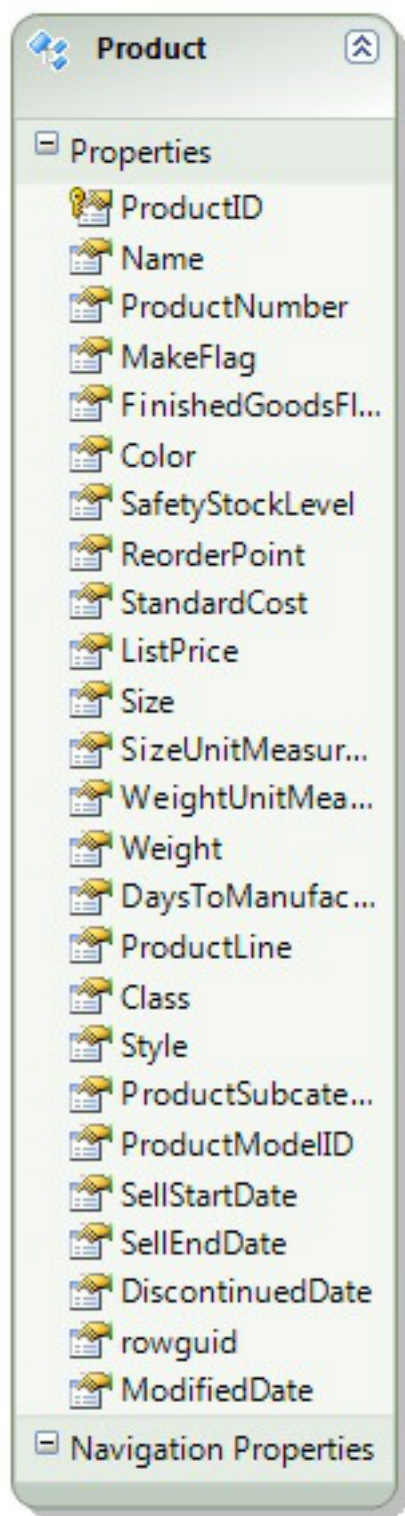 Product
Properties
ProductID
Name
ProductNumber
MakeFlag
FinishedGoodsFl...
Color
SafetyStockLevel
ReorderPoint
StandardCost
ListPrice
Size
SizeUnitMeasur...
WeightUnitMea...
Weight
DaysToManufac...
ProductLine
Class
Style
ProductSubcate...
ProductModelID
SellStartDate
SellEndDate
DiscontinuedDate
rowguid
ModifiedDate
Navigation Properties